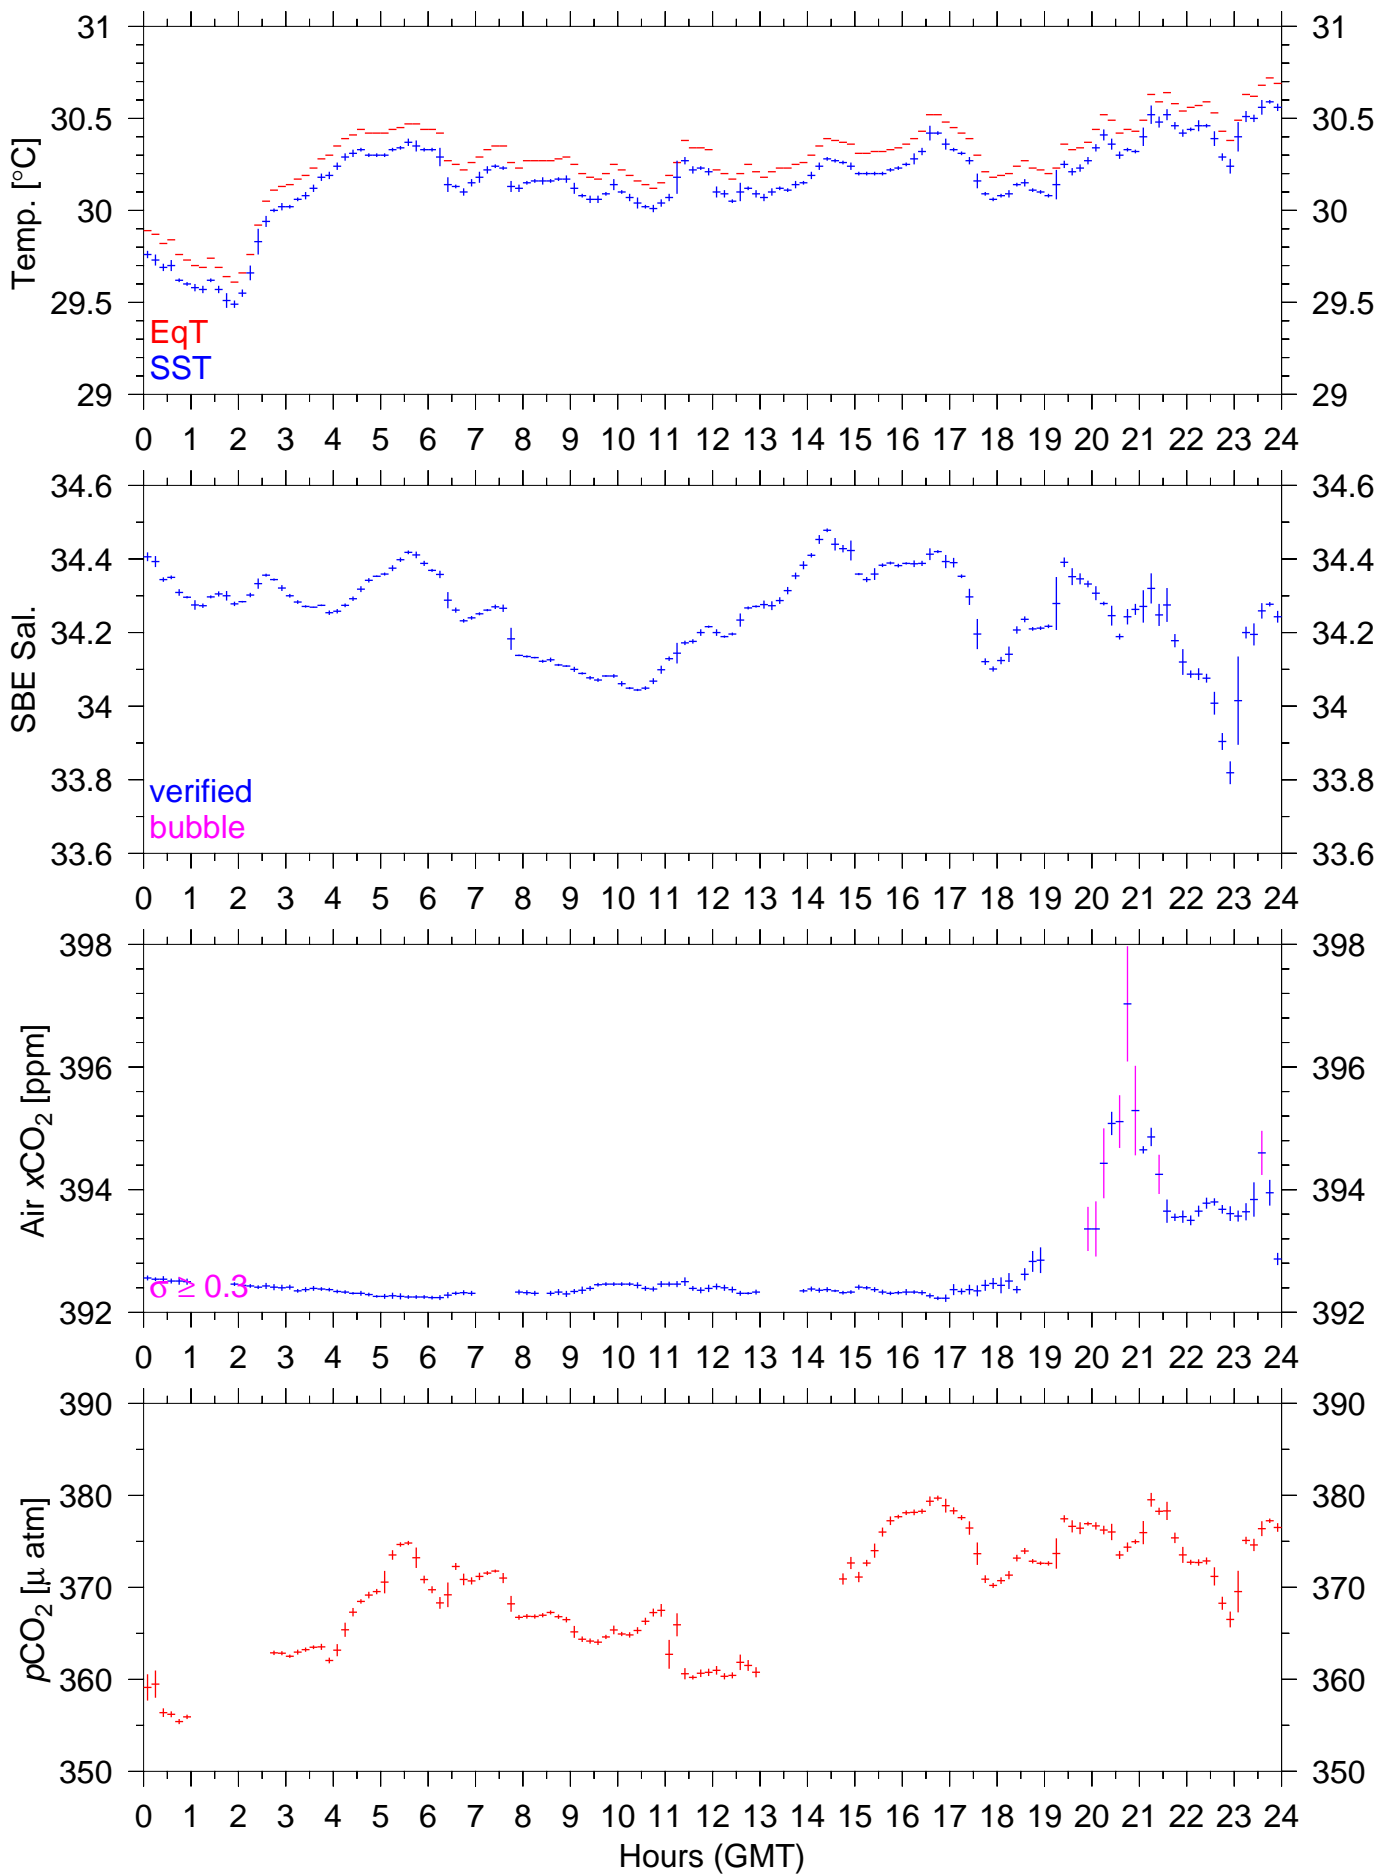 31 31
30.5 30.5
30 30
29.5 29.5
29 29
Temp. [°C]
EqT
SST
0 1 2 3 4 5 6 7 8 9 10 11 12 13 14 15 16 17 18 19 20 21 22 23 24
34.6 34.6
34.4 34.4
34.2 34.2
34 34
33.8 33.8
33.6 33.6
SBE Sal.
verified
bubble
0 1 2 3 4 5 6 7 8 9 10 11 12 13 14 15 16 17 18 19 20 21 22 23 24
398 398
396 396
394 394
392 392
Air xCO₂ [ppm]
σ ≥ 0.3
0 1 2 3 4 5 6 7 8 9 10 11 12 13 14 15 16 17 18 19 20 21 22 23 24
390 390
380 380
370 370
360 360
350 350
pCO₂ [μ atm]
0 1 2 3 4 5 6 7 8 9 10 11 12 13 14 15 16 17 18 19 20 21 22 23 24
Hours (GMT)